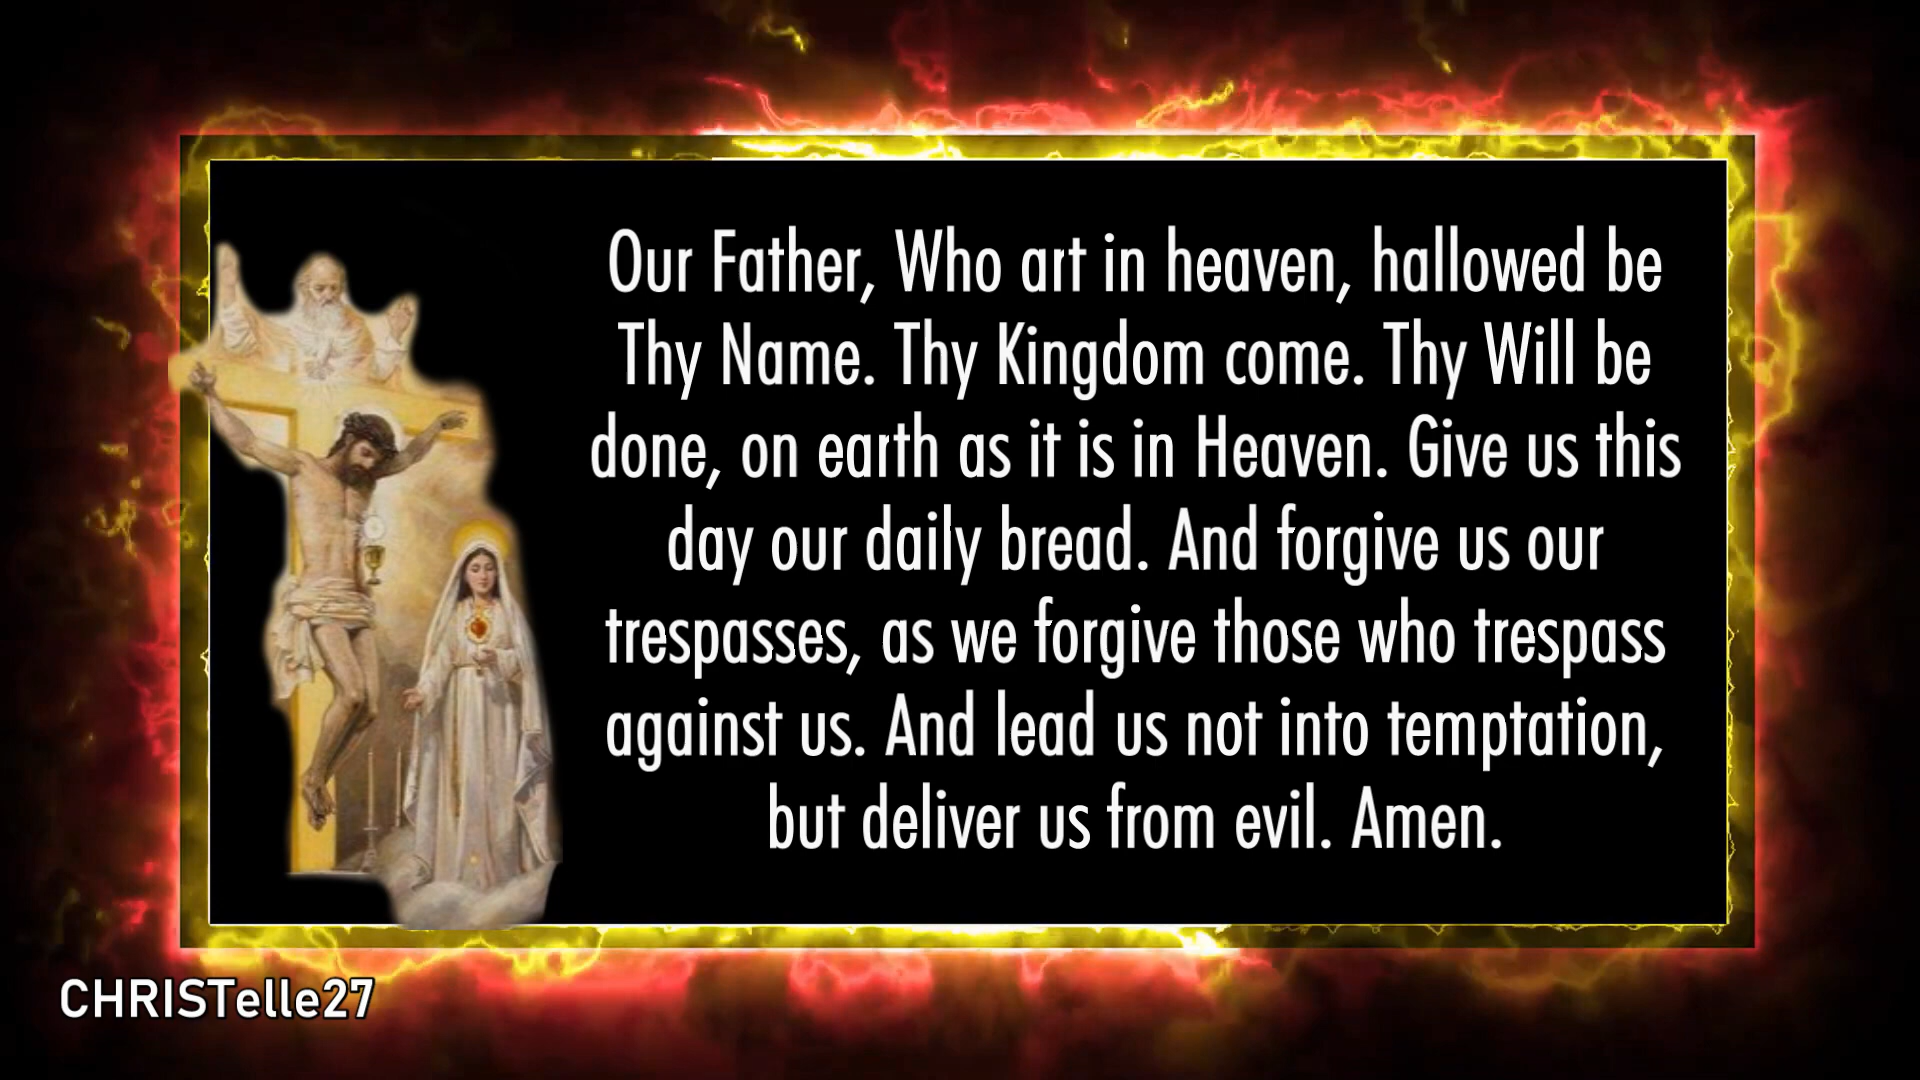 Our Father, Who art in heaven, hallowed be
Thy Name. Thy Kingdom come. Thy Will be
done, on earth as it is in Heaven. Give us this
day our daily bread. And forgive us our
trespasses, as we forgive those who trespass
against us. And lead us not into temptation,
but deliver us from evil. Amen.
CHRISTelle27